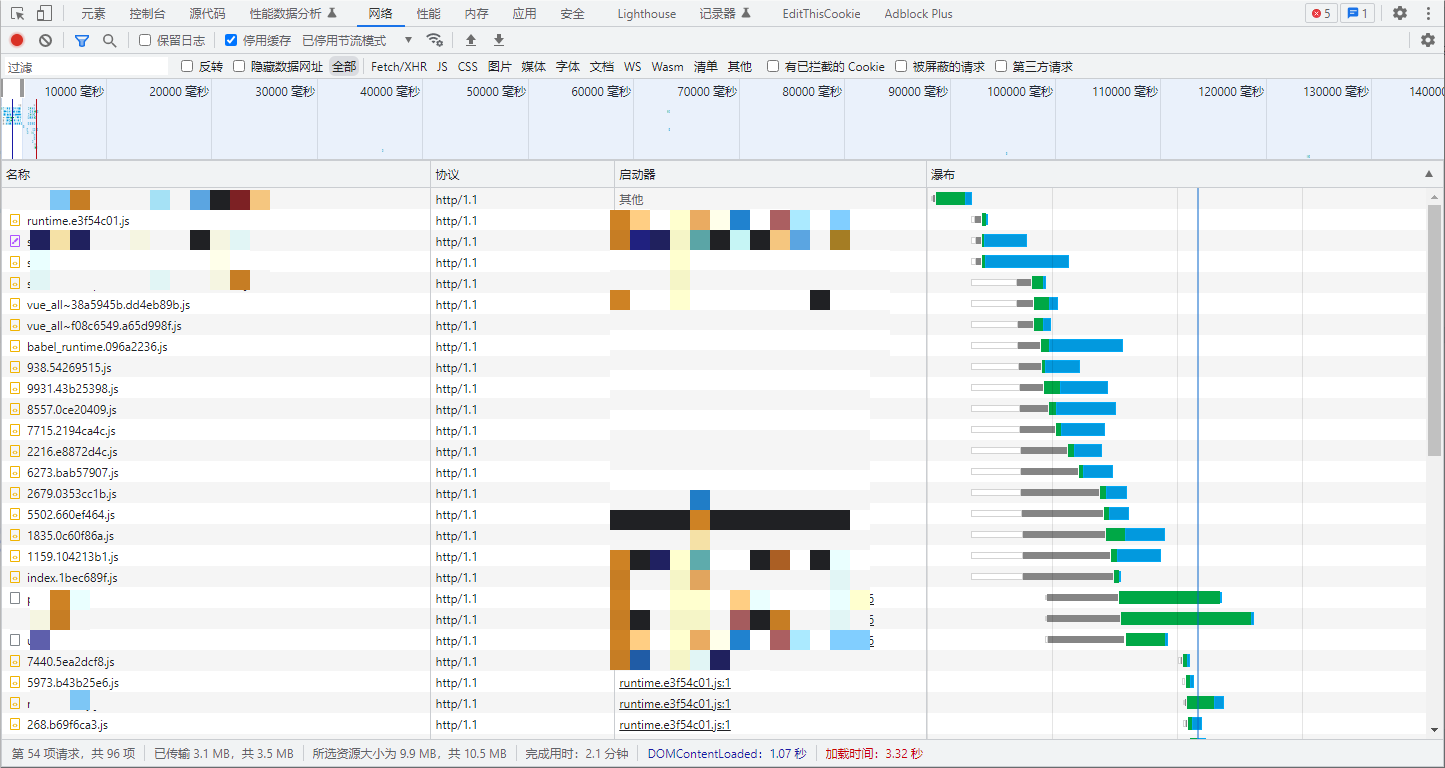 元素 控制台 源代码 性能数据分析 网络 性能 内存 应用 安全 Lighthouse 记录器 EditThisCookie Adblock Plus 5 1
保留日志 停用缓存 已停用节流模式
过滤 反转 隐藏数据网址 全部 Fetch/XHR JS CSS 图片 媒体 字体 文档 WS Wasm 清单 其他 有已拦截的 Cookie 被屏蔽的请求 第三方请求
10000 毫秒 20000 毫秒 30000 毫秒 40000 毫秒 50000 毫秒 60000 毫秒 70000 毫秒 80000 毫秒 90000 毫秒 100000 毫秒 110000 毫秒 120000 毫秒 130000 毫秒 14000
名称 协议 启动器 瀑布
http/1.1 其他
runtime.e3f54c01.js http/1.1
s http/1.1
s http/1.1
s http/1.1
vue_all~38a5945b.dd4eb89b.js http/1.1
vue_all~f08c6549.a65d998f.js http/1.1
babel_runtime.096a2236.js http/1.1
938.54269515.js http/1.1
9931.43b25398.js http/1.1
8557.0ce20409.js http/1.1
7715.2194ca4c.js http/1.1
2216.e8872d4c.js http/1.1
6273.bab57907.js http/1.1
2679.0353cc1b.js http/1.1
5502.660ef464.js http/1.1
1835.0c60f86a.js http/1.1
1159.104213b1.js http/1.1
index.1bec689f.js http/1.1
http/1.1 5
http/1.1 5
http/1.1 5
7440.5ea2dcf8.js http/1.1
5973.b43b25e6.js http/1.1 runtime.e3f54c01.js:1
http/1.1 runtime.e3f54c01.js:1
268.b69f6ca3.js http/1.1 runtime.e3f54c01.js:1
第 54 项请求，共 96 项 已传输 3.1 MB，共 3.5 MB 所选资源大小为 9.9 MB，共 10.5 MB 完成用时：2.1 分钟 DOMContentLoaded：1.07 秒 加载时间：3.32 秒